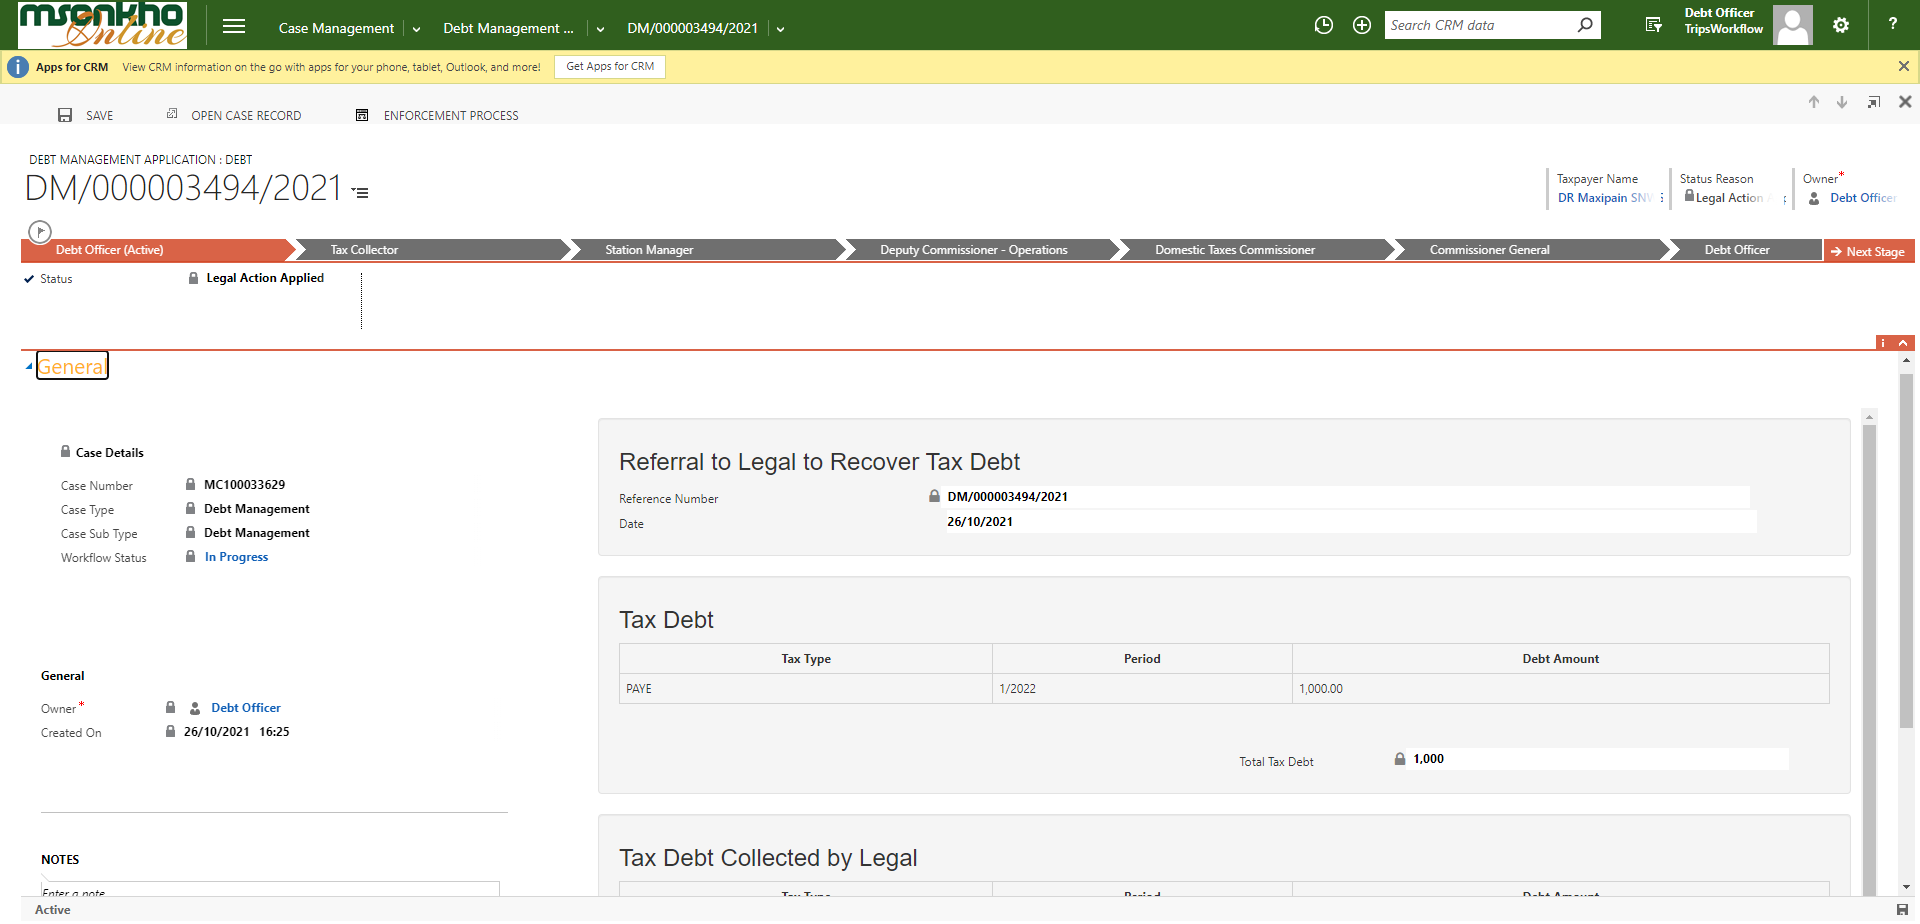 msonkho
Online
Case Management
Debt Management ...
DM/000003494/2021
Search CRM data
Debt Officer
TripsWorkflow
?
Apps for CRM
View CRM information on the go with apps for your phone, tablet, Outlook, and more!
Get Apps for CRM
SAVE
OPEN CASE RECORD
ENFORCEMENT PROCESS
DEBT MANAGEMENT APPLICATION : DEBT
DM/000003494/2021
Taxpayer Name
DR Maxipain
Status Reason
Legal Action
Owner*
Debt Officer
Debt Officer (Active)
Tax Collector
Station Manager
Deputy Commissioner - Operations
Domestic Taxes Commissioner
Commissioner General
Debt Officer
Next Stage
Status
Legal Action Applied
General
Case Details
Case Number MC100033629
Case Type Debt Management
Case Sub Type Debt Management
Workflow Status In Progress
General
Owner* Debt Officer
Created On 26/10/2021 16:25
NOTES
Enter a note
Referral to Legal to Recover Tax Debt
Reference Number DM/000003494/2021
Date 26/10/2021
Tax Debt
Tax Type Period Debt Amount
PAYE 1/2022 1,000.00
Total Tax Debt 1,000
Tax Debt Collected by Legal
Tax Type Period Debt Amount
Active